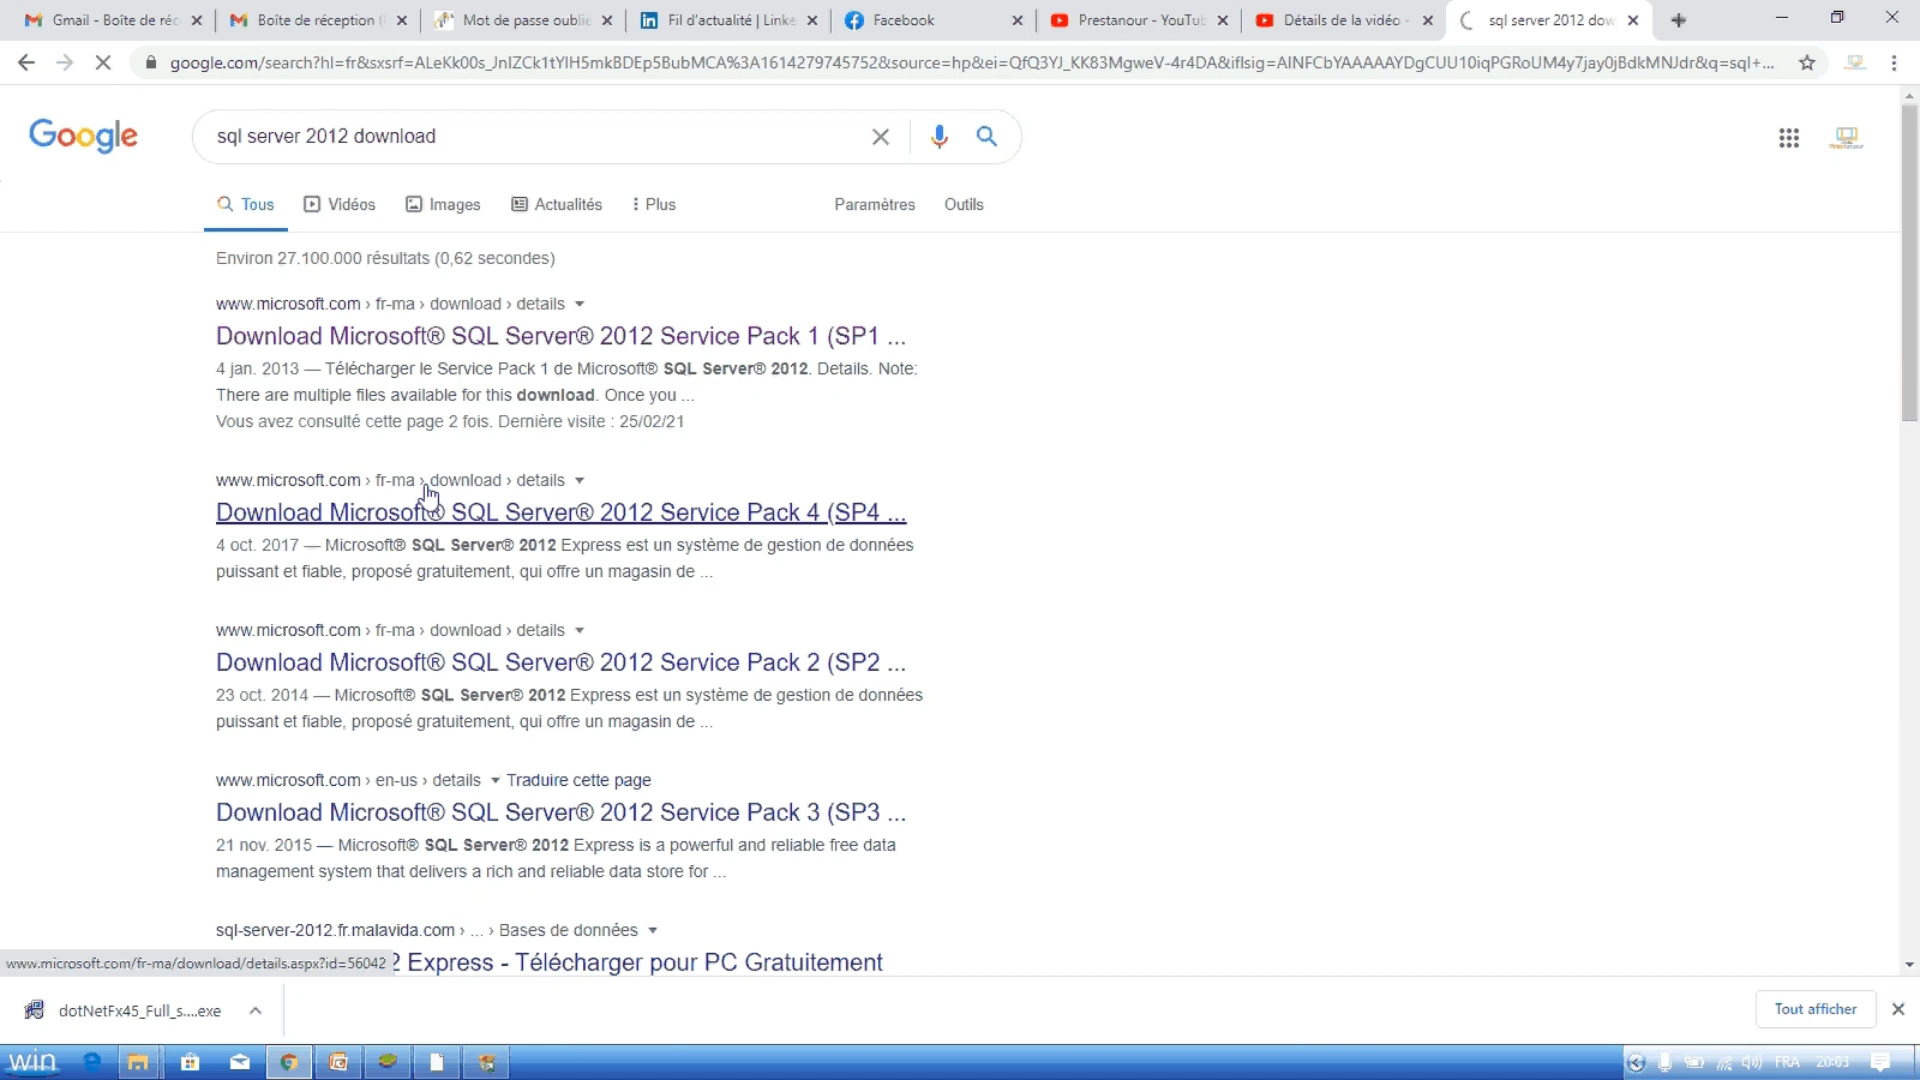 Gmail - Boîte de réc
Boîte de réception (
Mot de passe oublié
Fil d'actualité | Linke
Facebook
Prestanour - YouTub
Détails de la vidéo -
sql server 2012 dow
google.com/search?hl=fr&sxsrf=ALeKk00s_JnIZCk1tYIH5mkBDEp5BubMCA%3A1614279745752&source=hp&ei=QfQ3YJ_KK83MgweV-4r4DA&iflsig=AINFCbYAAAAAYDgCUU10iqPGRoUM4y7jay0jBdkMNJdr&q=sql+...
Google
sql server 2012 download
Tous
Vidéos
Images
Actualités
Plus
Paramètres
Outils
Environ 27.100.000 résultats (0,62 secondes)
www.microsoft.com › fr-ma › download › details
Download Microsoft® SQL Server® 2012 Service Pack 1 (SP1 ...
4 jan. 2013 — Télécharger le Service Pack 1 de Microsoft® SQL Server® 2012. Details. Note:
There are multiple files available for this download. Once you ...
Vous avez consulté cette page 2 fois. Dernière visite : 25/02/21
www.microsoft.com › fr-ma › download › details
Download Microsoft® SQL Server® 2012 Service Pack 4 (SP4 ...
4 oct. 2017 — Microsoft® SQL Server® 2012 Express est un système de gestion de données
puissant et fiable, proposé gratuitement, qui offre un magasin de ...
www.microsoft.com › fr-ma › download › details
Download Microsoft® SQL Server® 2012 Service Pack 2 (SP2 ...
23 oct. 2014 — Microsoft® SQL Server® 2012 Express est un système de gestion de données
puissant et fiable, proposé gratuitement, qui offre un magasin de ...
www.microsoft.com › en-us › details Traduire cette page
Download Microsoft® SQL Server® 2012 Service Pack 3 (SP3 ...
21 nov. 2015 — Microsoft® SQL Server® 2012 Express is a powerful and reliable free data
management system that delivers a rich and reliable data store for ...
sql-server-2012.fr.malavida.com › ... › Bases de données
2 Express - Télécharger pour PC Gratuitement
www.microsoft.com/fr-ma/download/details.aspx?id=56042
dotNetFx45_Full_s....exe
Tout afficher
win
FRA
20:03